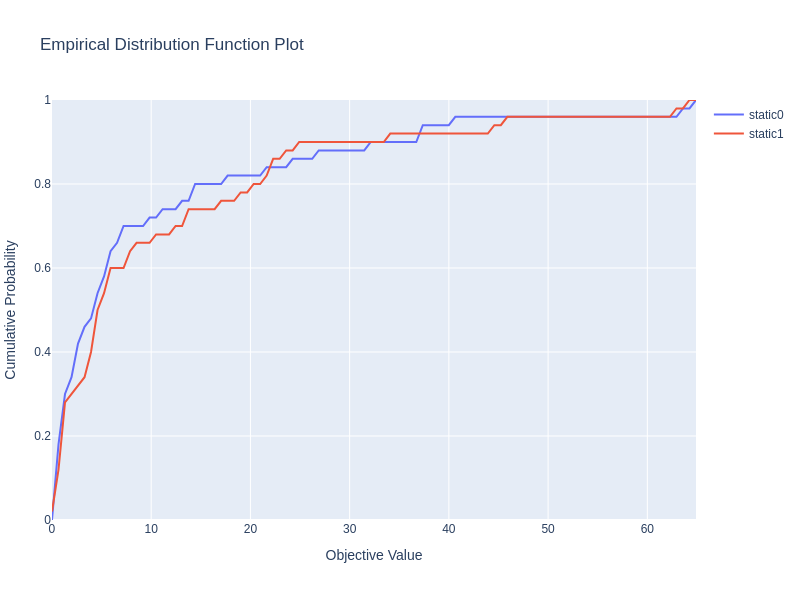 Empirical Distribution Function Plot
static0
static1
1
0.8
0.6
0.4
0.2
0
Cumulative Probability
0
10
20
30
40
50
60
Objective Value